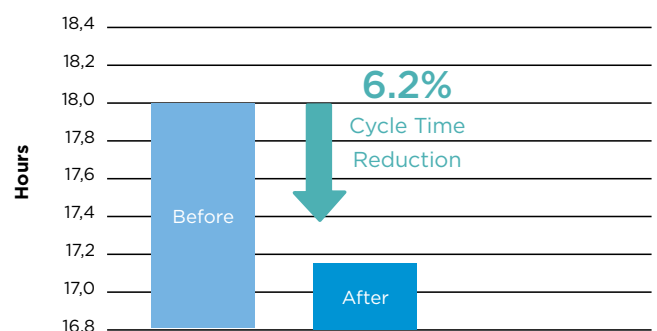 18,4
18,2
18,0
17,8
17,6
17,4
17,2
17,0
16,8
Hours
6.2%
Cycle Time
Reduction
Before
After